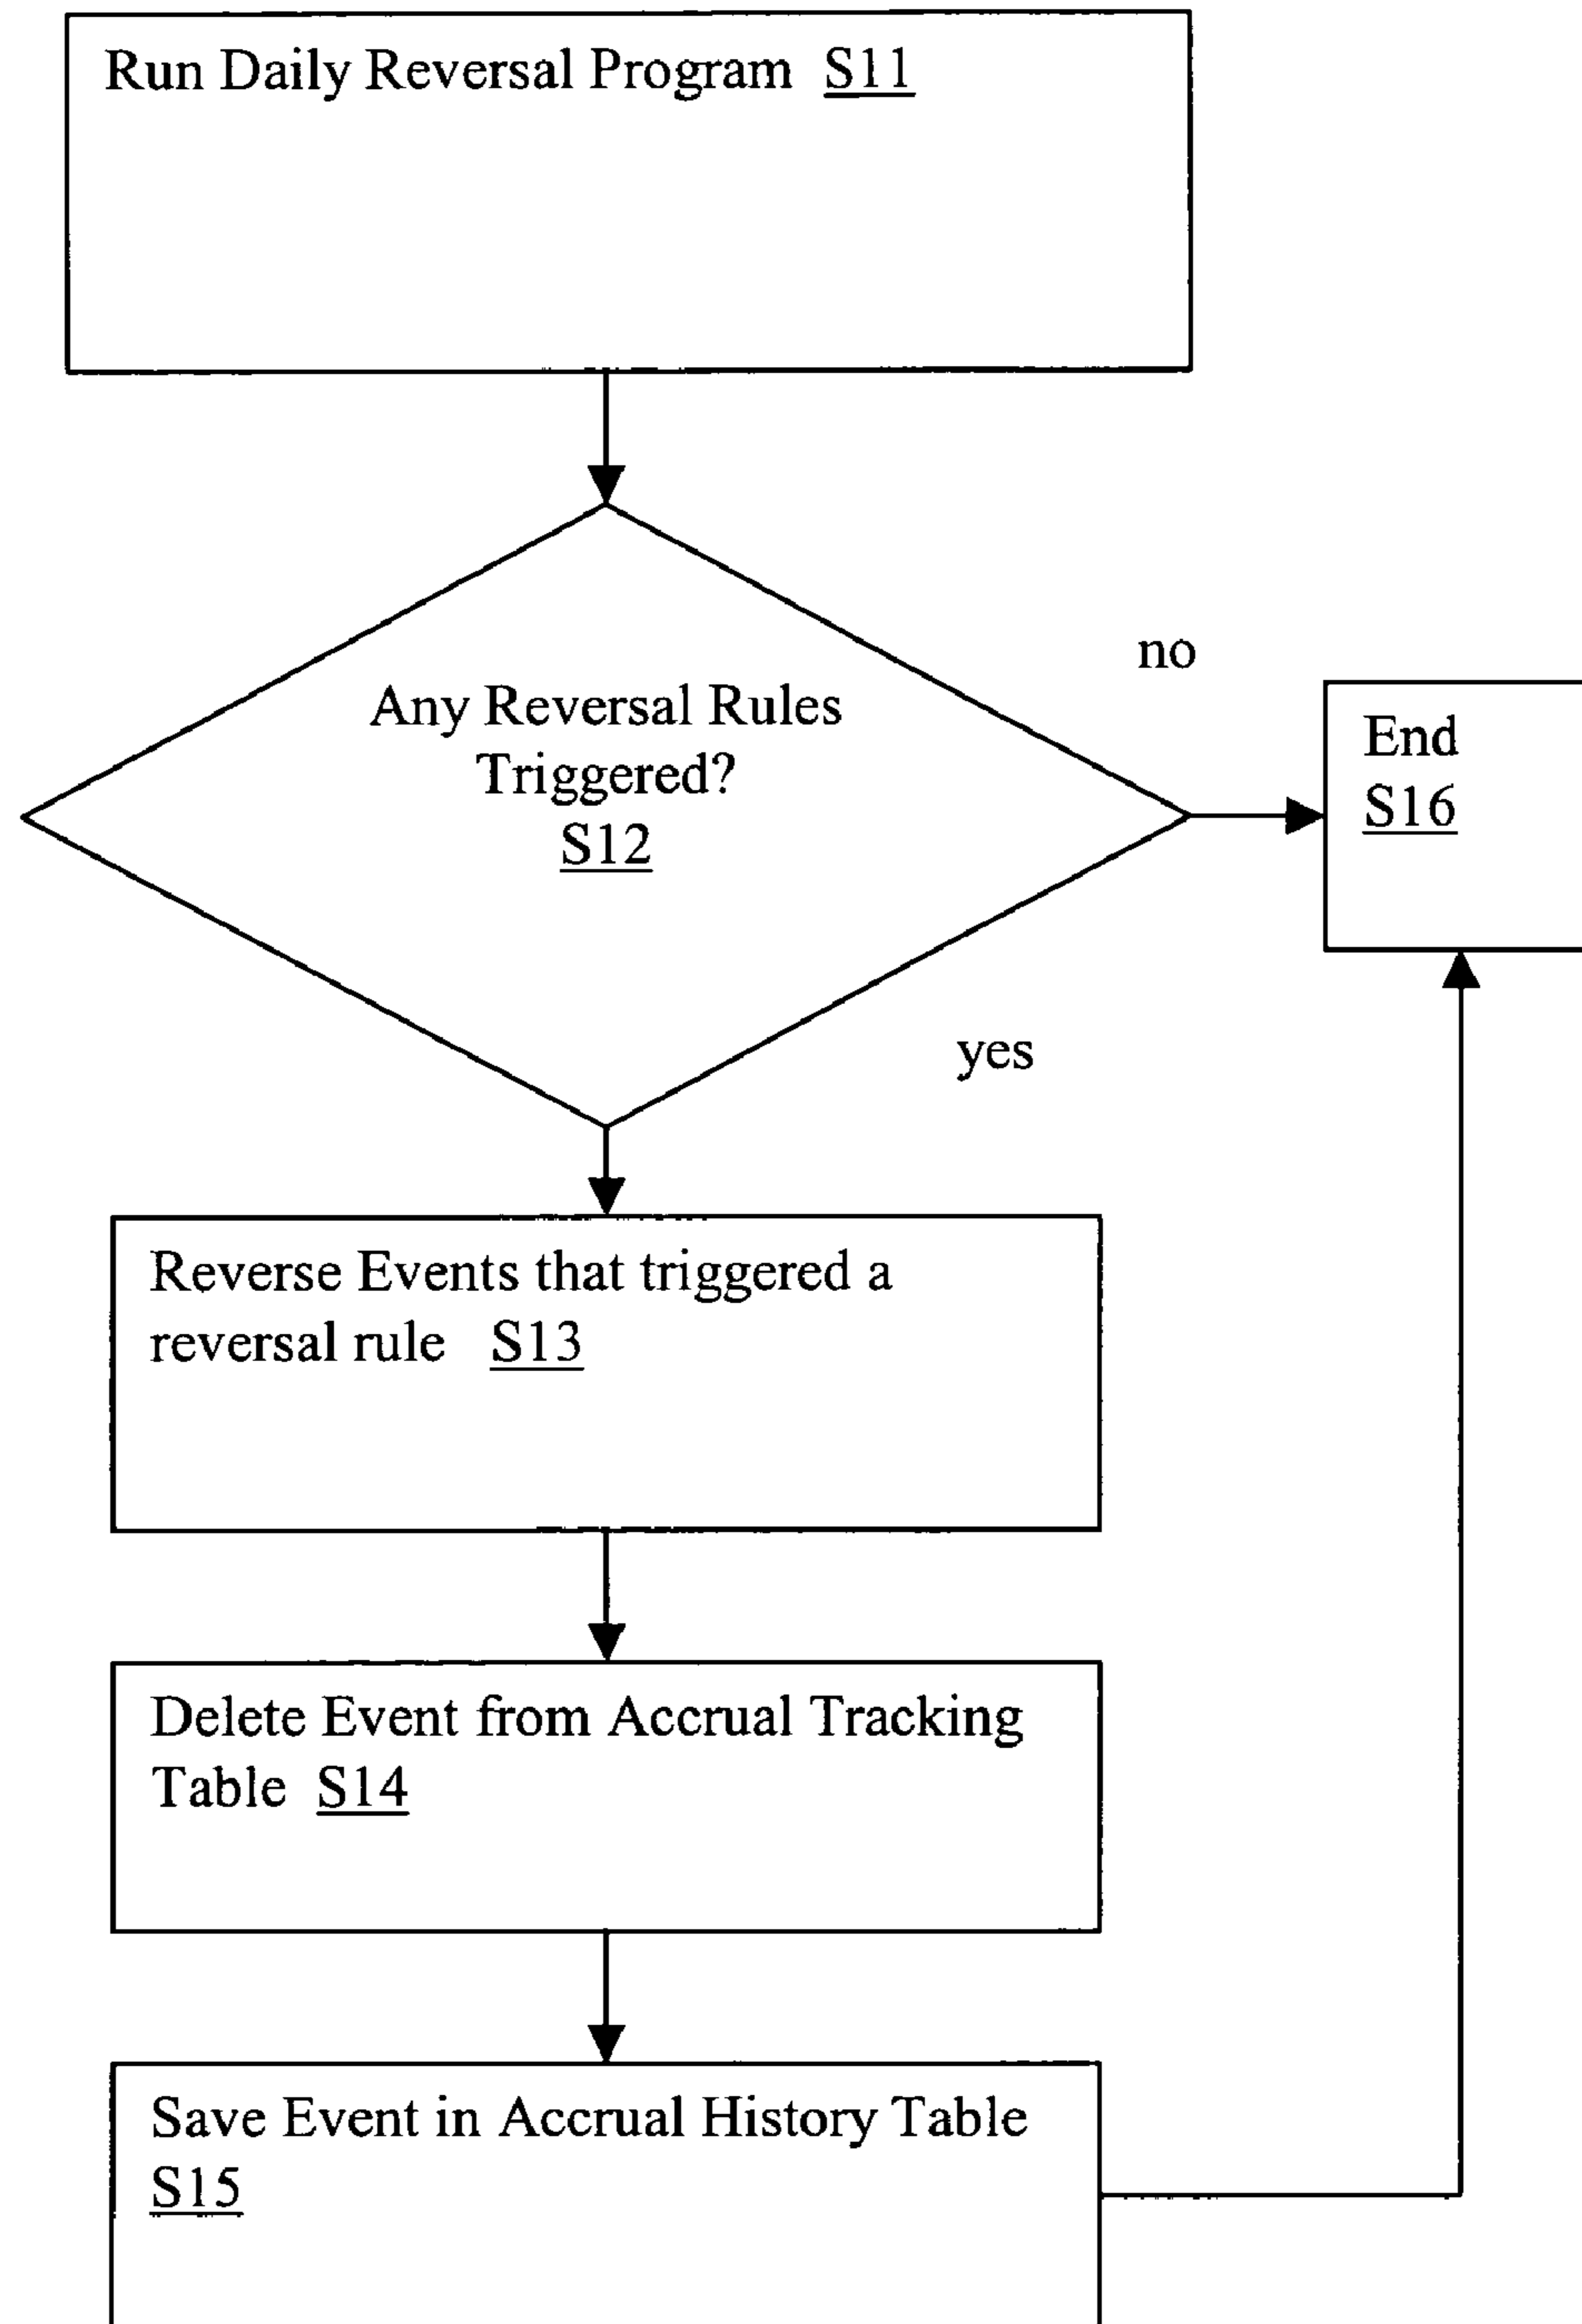 Run Daily Reversal Program S11
Any Reversal Rules
Triggered?
S12
no
End
S16
yes
Reverse Events that triggered a
reversal rule S13
Delete Event from Accrual Tracking
Table S14
Save Event in Accrual History Table
S15